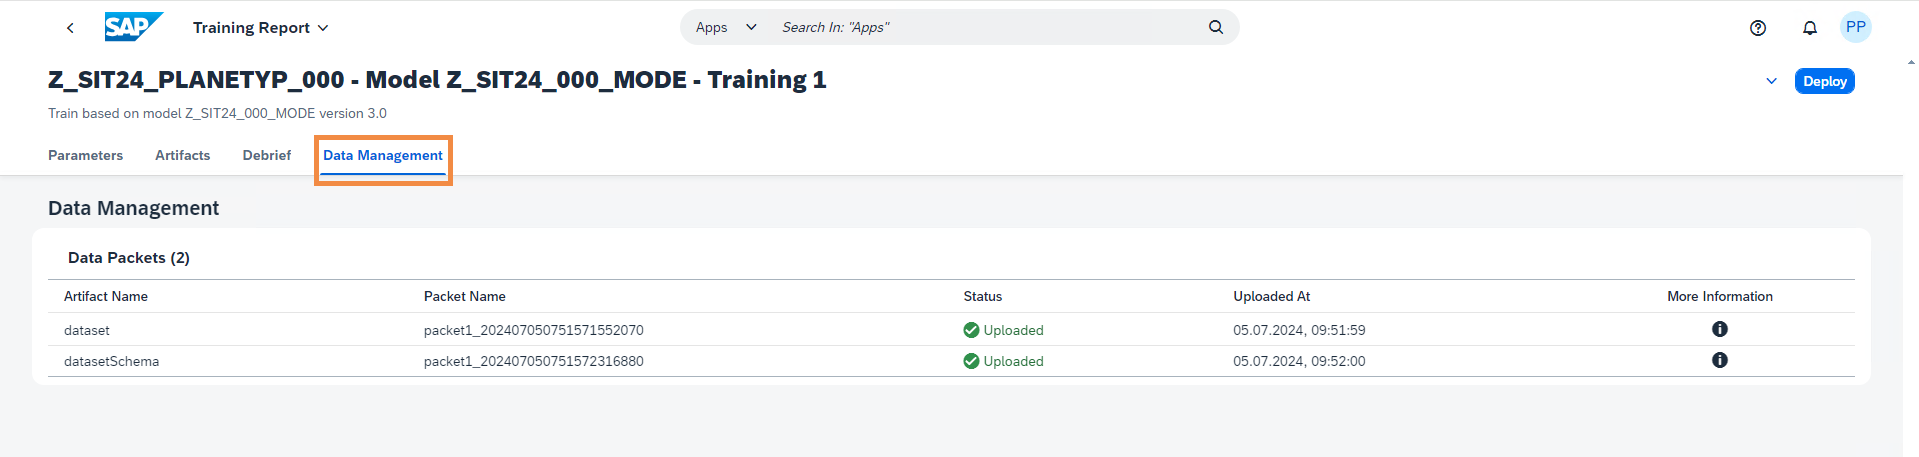 SAP Training Report Apps Search In: "Apps" PP
Z_SIT24_PLANETYP_000 - Model Z_SIT24_000_MODE - Training 1 Deploy
Train based on model Z_SIT24_000_MODE version 3.0
Parameters Artifacts Debrief Data Management
Data Management
Data Packets (2)
Artifact Name Packet Name Status Uploaded At More Information
dataset packet1_202407050751571552070 Uploaded 05.07.2024, 09:51:59
datasetSchema packet1_202407050751572316880 Uploaded 05.07.2024, 09:52:00